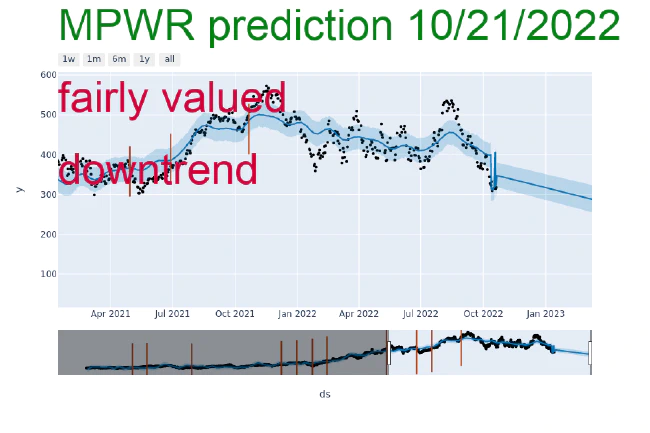 MPWR prediction 10/21/2022
1w 1m 6m 1y all
600
fairly valued
500
400
downtrend
300
y
200
100
Apr 2021 Jul 2021 Oct 2021 Jan 2022 Apr 2022 Jul 2022 Oct 2022 Jan 2023
ds